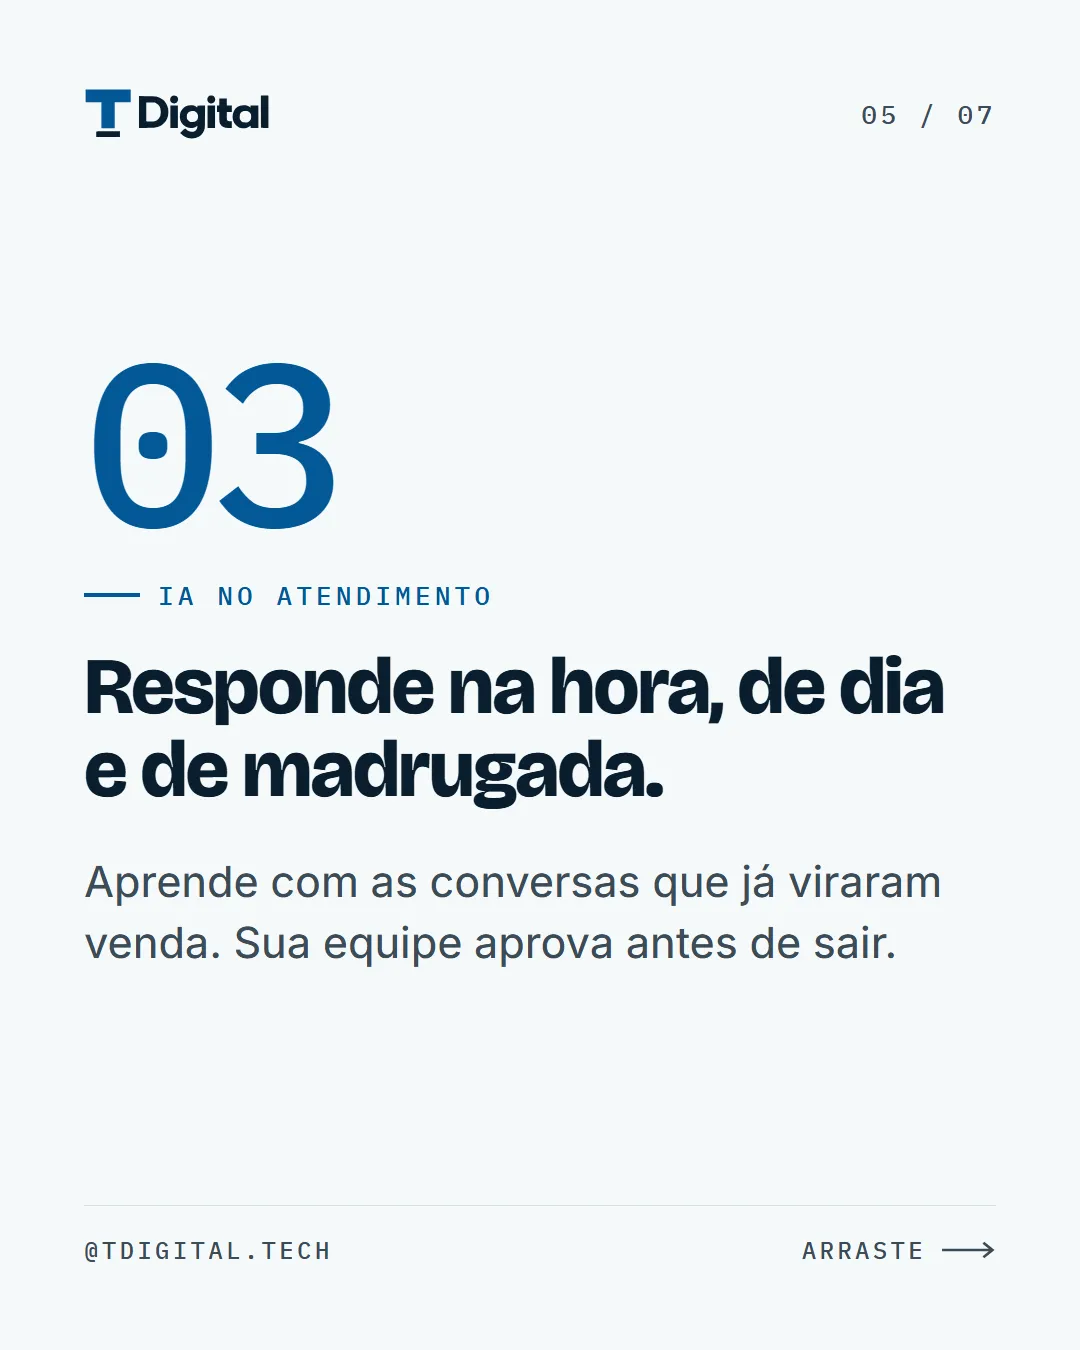 TDigital
05 / 07
03
IA NO ATENDIMENTO
Responde na hora, de dia
e de madrugada.
Aprende com as conversas que já viraram
venda. Sua equipe aprova antes de sair.
@TDIGITAL.TECH
ARRASTE